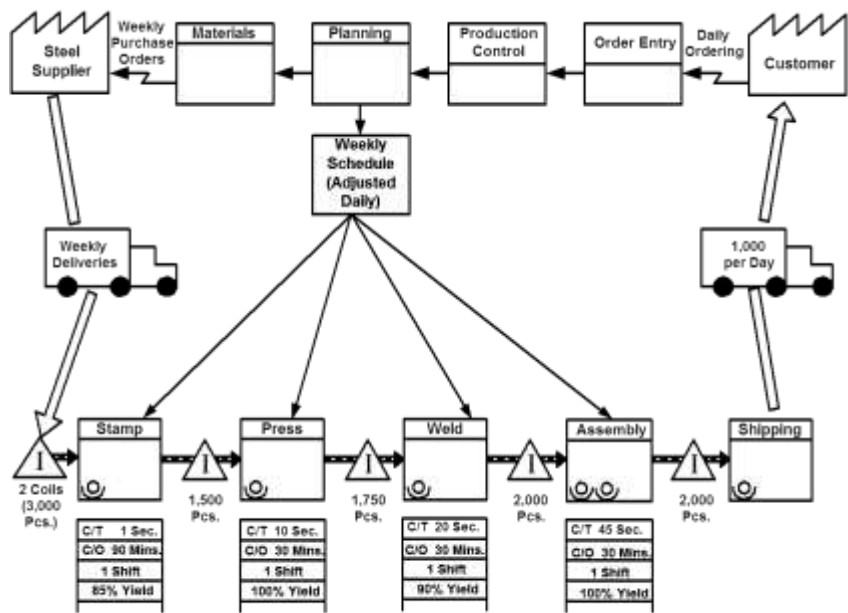 Steel
Supplier
Weekly
Purchase
Orders
Materials
Planning
Production
Control
Order Entry
Daily
Ordering
Customer
Weekly
Schedule
(Adjusted
Daily)
Weekly
Deliveries
1,000
per Day
Stamp
Press
Weld
Assembly
Shipping
I
I
I
I
I
2 Coils
(3,000
Pcs.)
1,500
Pcs.
1,750
Pcs.
2,000
Pcs.
2,000
Pcs.
C/T 1 Sec.
C/O 90 Mins.
1 Shift
85% Yield
C/T 10 Sec.
C/O 30 Mins.
1 Shift
100% Yield
C/T 20 Sec.
C/O 30 Mins.
1 Shift
90% Yield
C/T 45 Sec.
C/O 30 Mins.
1 Shift
100% Yield